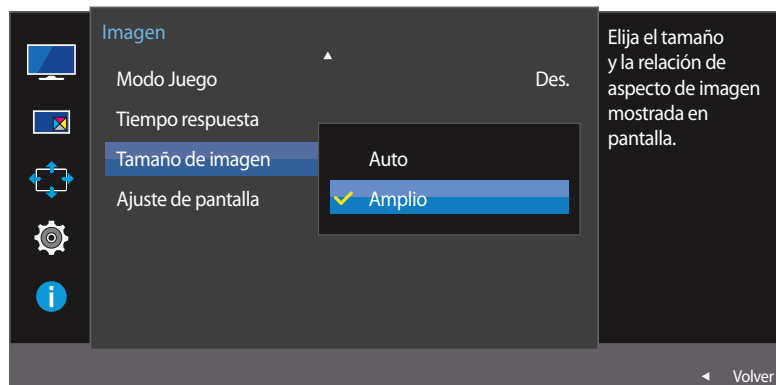 Imagen
Modo Juego Des.
Tiempo respuesta
Tamaño de imagen
Auto
Ajuste de pantalla
Amplio
Elija el tamaño
y la relación de
aspecto de imagen
mostrada en
pantalla.
Volver